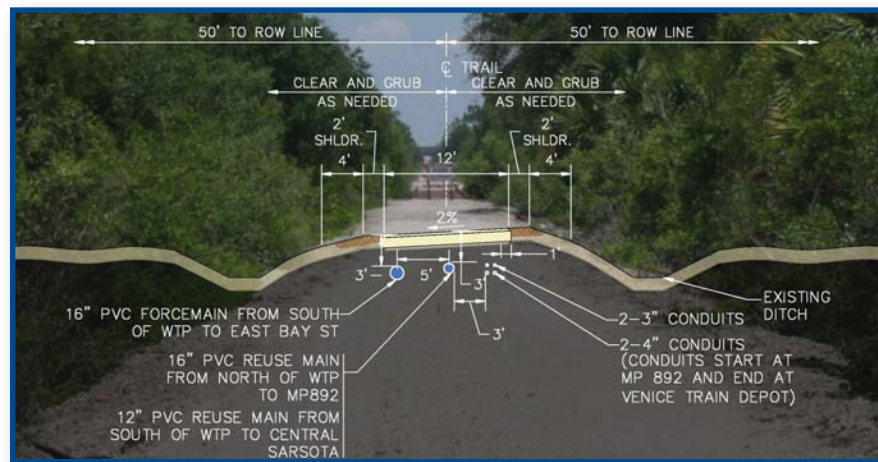 50' TO ROW LINE
50' TO ROW LINE
℄ TRAIL
CLEAR AND GRUB
AS NEEDED
CLEAR AND GRUB
AS NEEDED
2'
SHLDR.
2'
SHLDR.
4'
12'
4'
2%
1'
3'
5'
3'
3'
16" PVC FORCEMAIN FROM SOUTH
OF WTP TO EAST BAY ST
16" PVC REUSE MAIN
FROM NORTH OF WTP
TO MP892
12" PVC REUSE MAIN FROM
SOUTH OF WTP TO CENTRAL
SARSOTA
EXISTING
DITCH
2-3" CONDUITS
2-4" CONDUITS
(CONDUITS START AT
MP 892 AND END AT
VENICE TRAIN DEPOT)